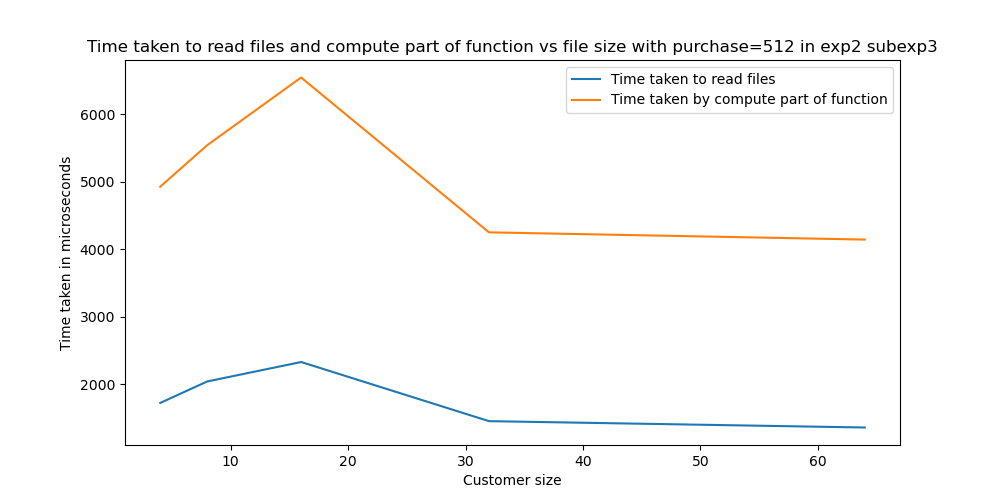 Time taken to read files and compute part of function vs file size with purchase=512 in exp2 subexp3
Time taken to read files
Time taken by compute part of function
Time taken in microseconds
6000
5000
4000
3000
2000
10
20
30
40
50
60
Customer size